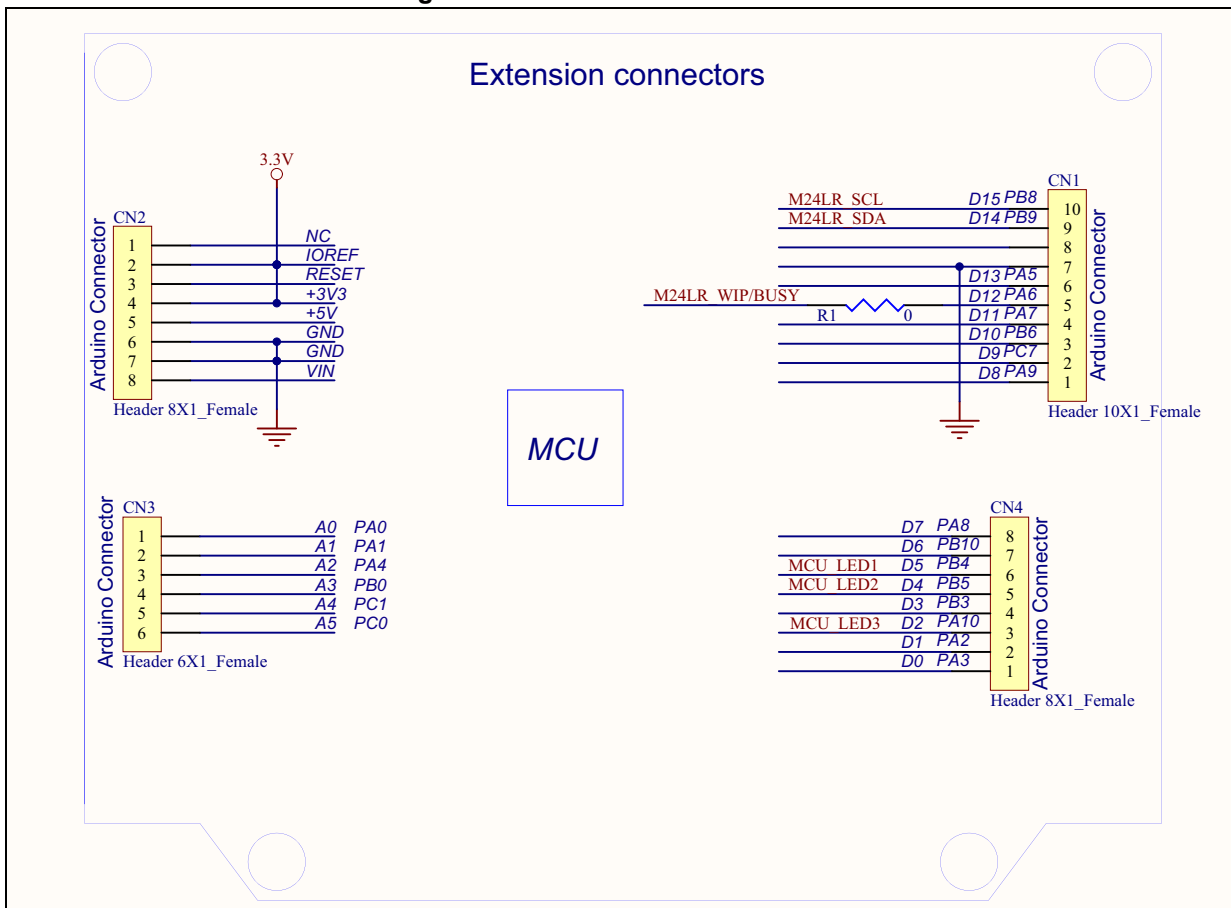 Extension connectors
3.3V
CN2
Arduino Connector
1 NC
2 IOREF
3 RESET
4 +3V3
5 +5V
6 GND
7 GND
8 VIN
Header 8X1_Female
CN1
Arduino Connector
M24LR_SCL D15 PB8 10
M24LR_SDA D14 PB9 9
8
7
D13 PA5 6
M24LR_WIP/BUSY R1 0 D12 PA6 5
D11 PA7 4
D10 PB6 3
D9 PC7 2
D8 PA9 1
Header 10X1_Female
MCU
CN3
Arduino Connector
1 A0 PA0
2 A1 PA1
3 A2 PA4
4 A3 PB0
5 A4 PC1
6 A5 PC0
Header 6X1_Female
CN4
Arduino Connector
D7 PA8 8
D6 PB10 7
MCU_LED1 D5 PB4 6
MCU_LED2 D4 PB5 5
D3 PB3 4
MCU_LED3 D2 PA10 3
D1 PA2 2
D0 PA3 1
Header 8X1_Female